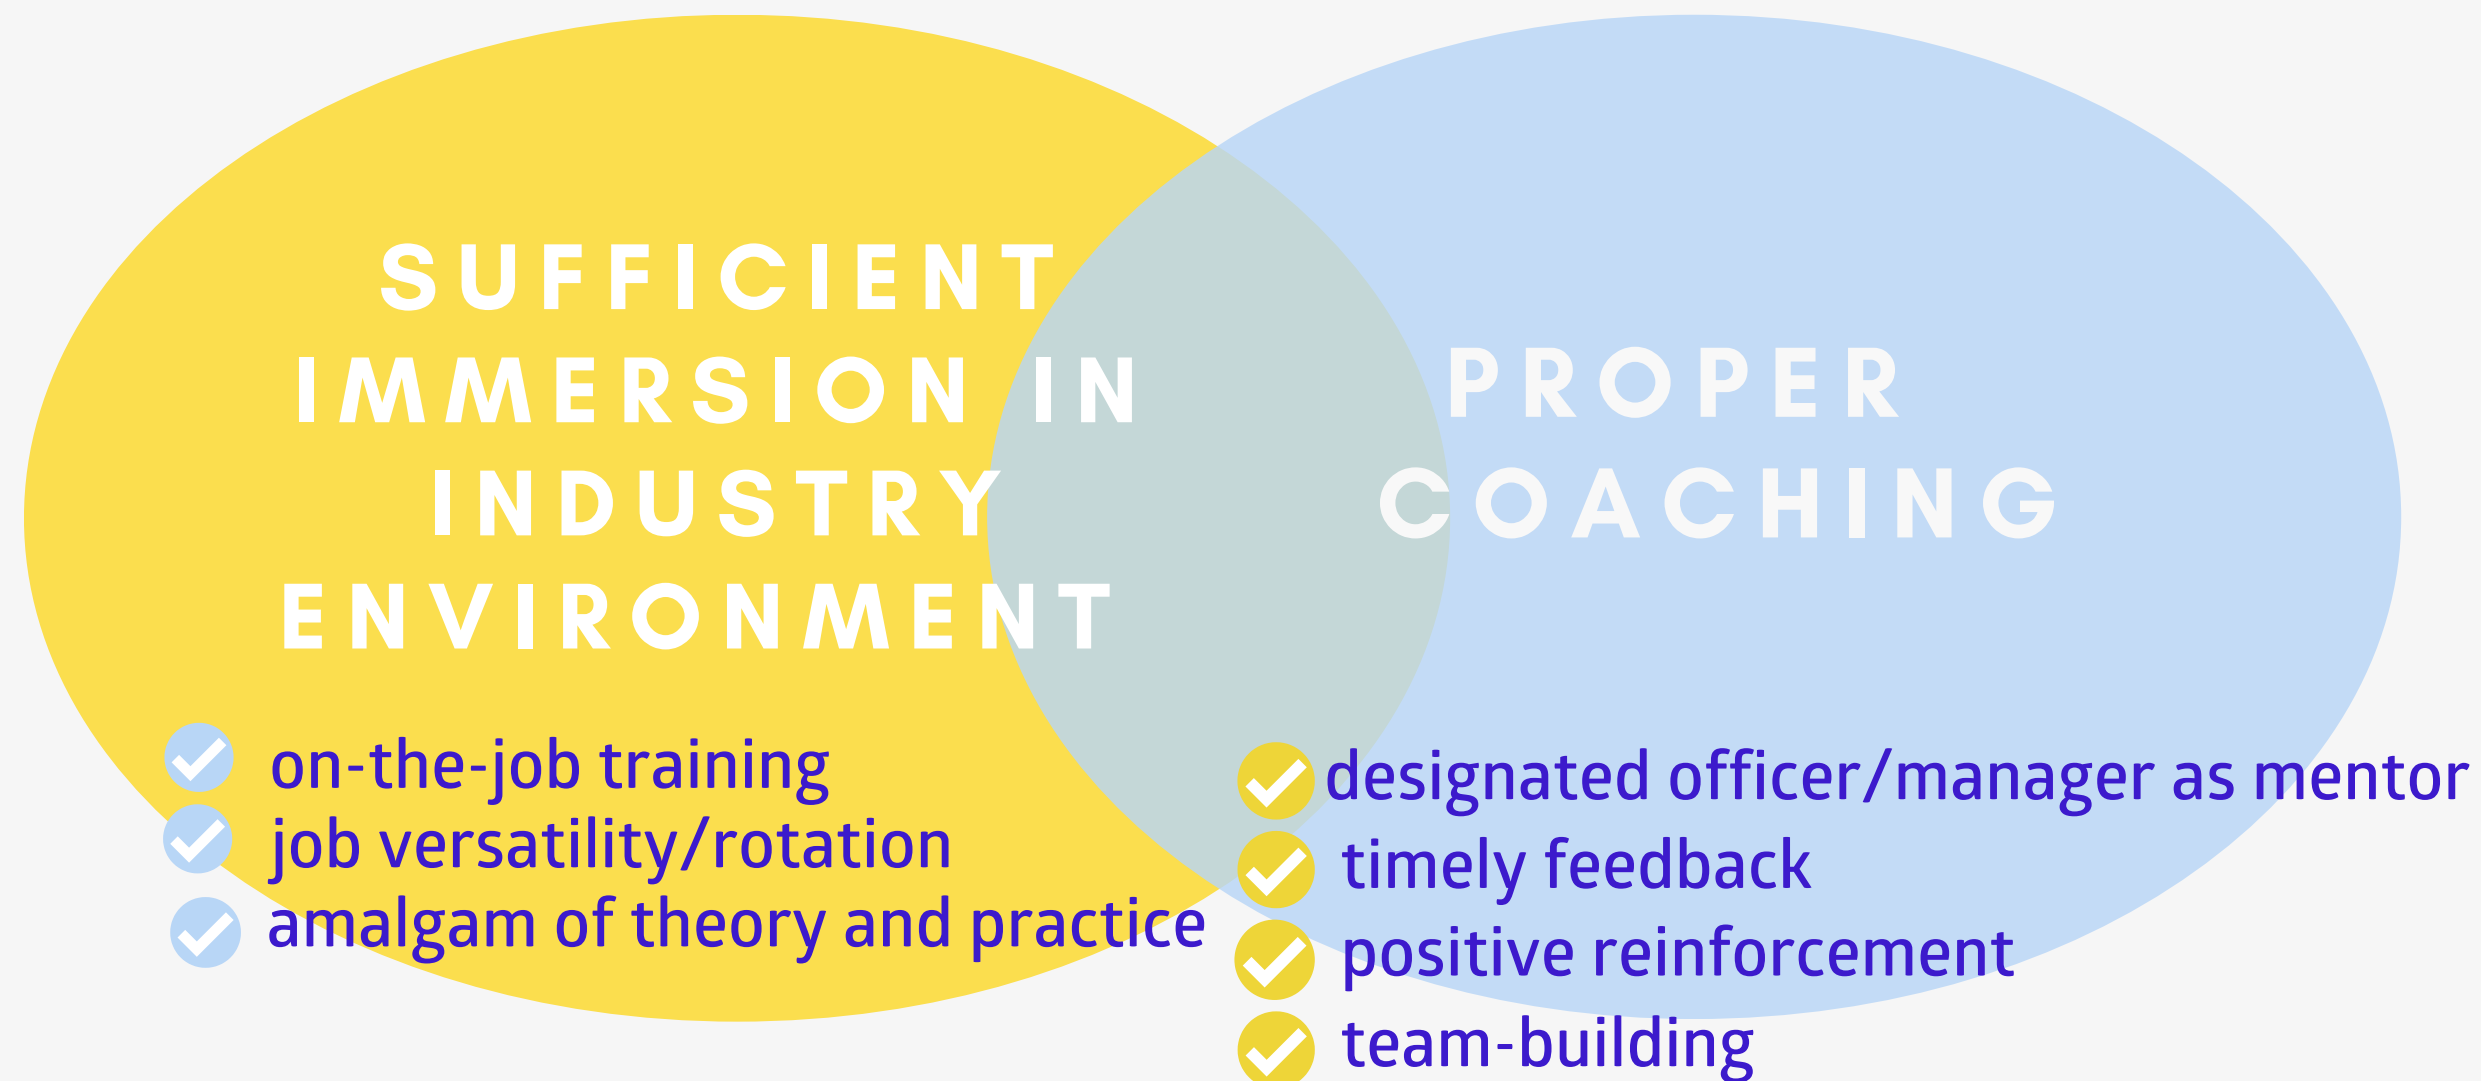 SUFFICIENT
IMMERSION IN
INDUSTRY
ENVIRONMENT
on-the-job training
job versatility/rotation
amalgam of theory and practice
PROPER
COACHING
designated officer/manager as mentor
timely feedback
positive reinforcement
team-building